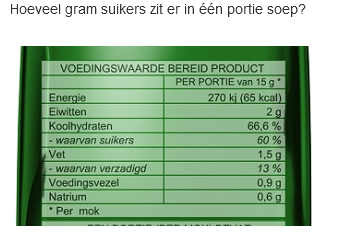 Hoeveel gram suikers zit er in één portie soep?
VOEDINGSWAARDE BEREID PRODUCT
PER PORTIE van 15 g *
Energie 270 kj (65 kcal)
Eiwitten 2 g
Koolhydraten 66,6 %
- waarvan suikers 60 %
Vet 1,5 g
- waarvan verzadigd 13 %
Voedingsvezel 0,9 g
Natrium 0,6 g
* Per mok